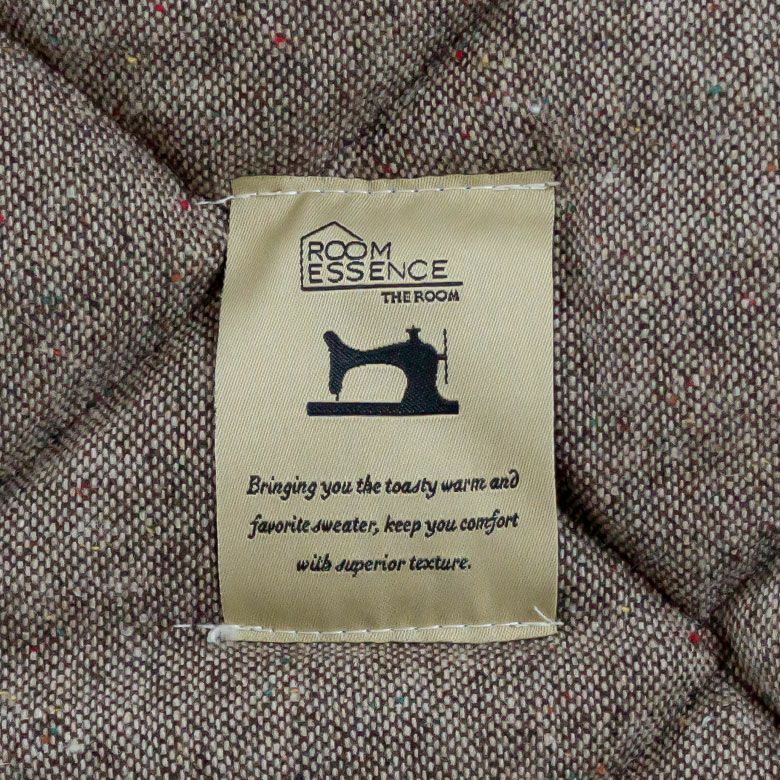 ROOM
ESSENCE
THE ROOM
Bringing you the toasty warm and
favorite sweater, keep you comfort
with superior texture.